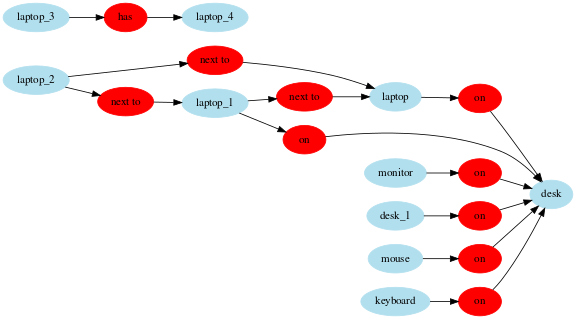 laptop_3 has laptop_4
laptop_2 next to laptop
next to laptop_1 next to on
on desk
monitor on
desk_1 on
mouse on
keyboard on